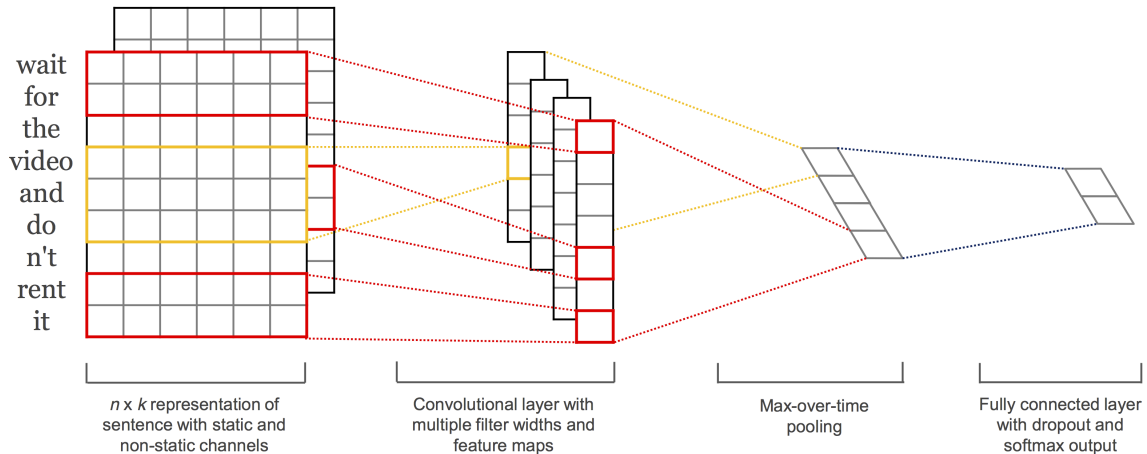 wait
for
the
video
and
do
n't
rent
it
n x k representation of
sentence with static and
non-static channels
Convolutional layer with
multiple filter widths and
feature maps
Max-over-time
pooling
Fully connected layer
with dropout and
softmax output